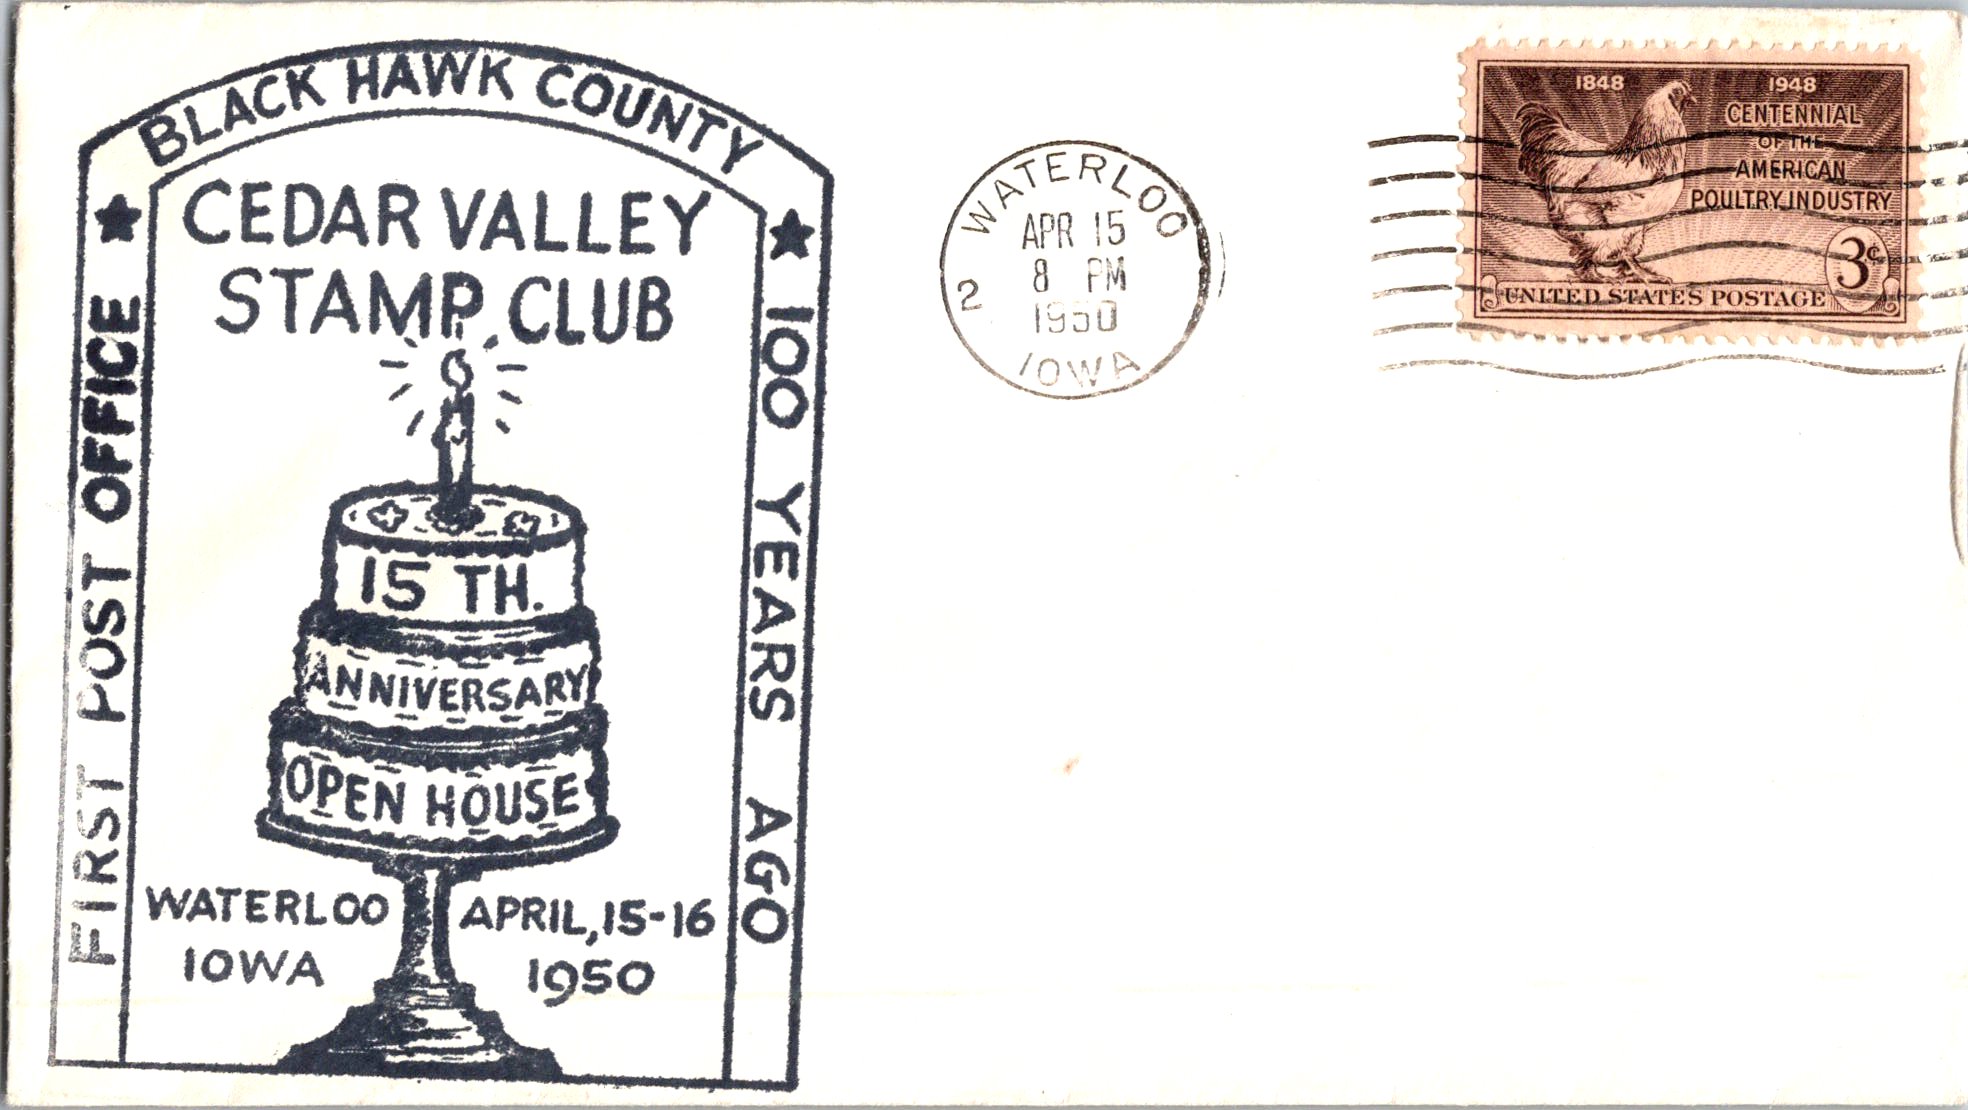 BLACK HAWK COUNTY
FIRST POST OFFICE
100 YEARS AGO
CEDAR VALLEY
STAMP CLUB
15 TH.
ANNIVERSARY
OPEN HOUSE
WATERLOO
IOWA
APRIL, 15-16
1950
WATERLOO
APR 15
8 PM
1950
2
IOWA
1848 1948
CENTENNIAL
OF THE
AMERICAN
POULTRY INDUSTRY
3¢
UNITED STATES POSTAGE